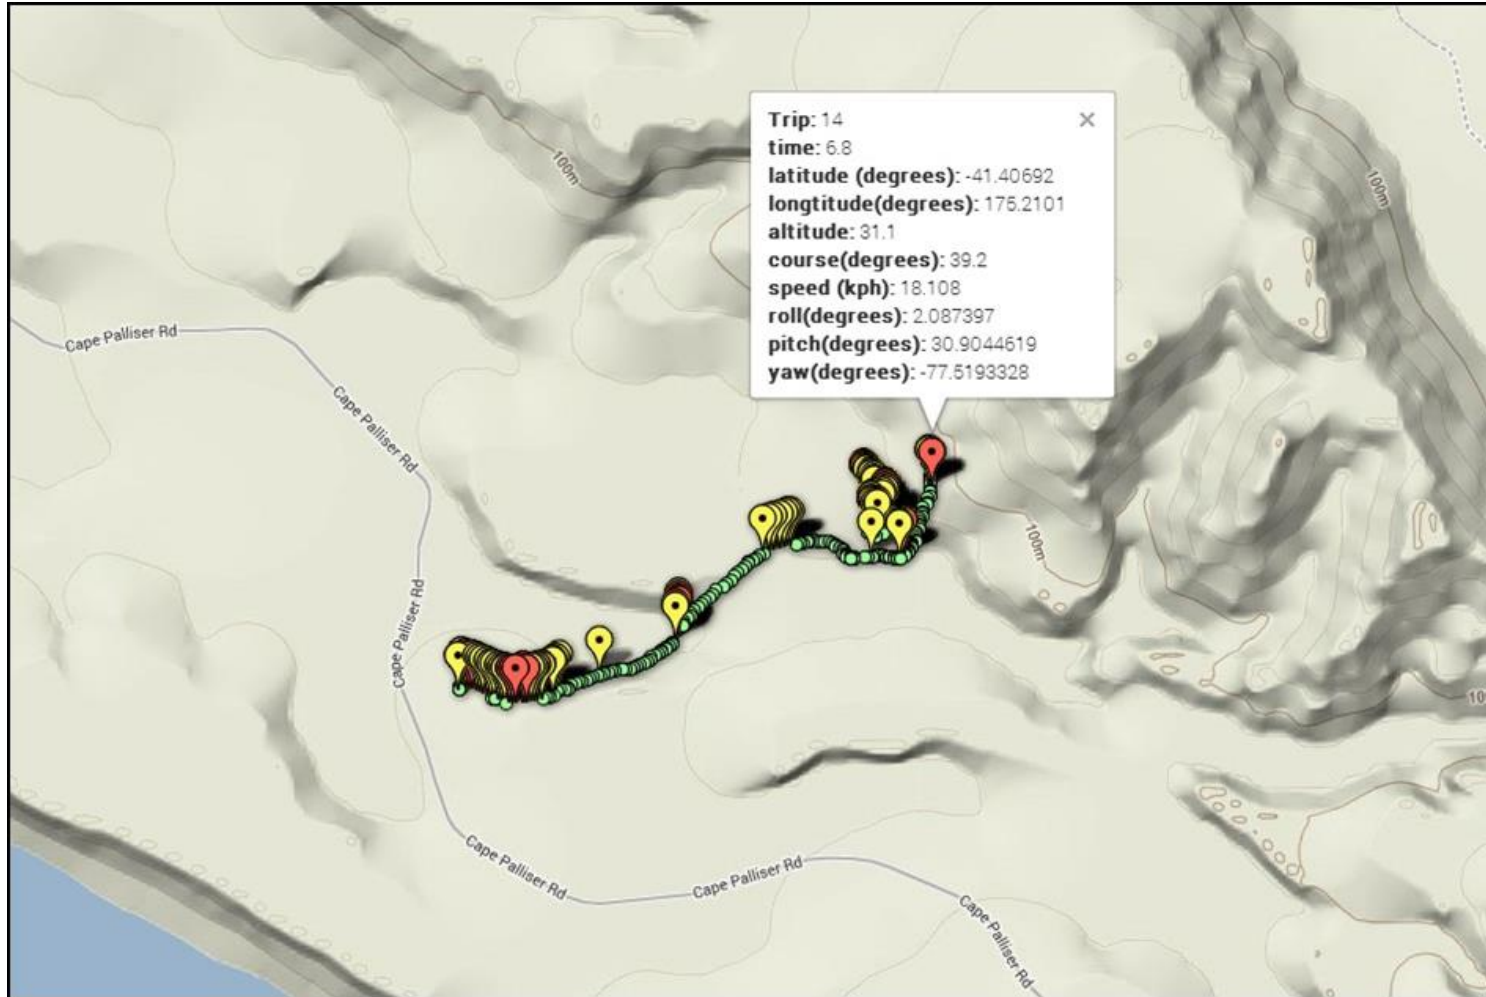 100m
Trip: 14
time: 6.8
latitude (degrees): -41.40692
longtitude(degrees): 175.2101
altitude: 31.1
course(degrees): 39.2
speed (kph): 18.108
roll(degrees): 2.087397
pitch(degrees): 30.9044619
yaw(degrees): -77.5193328
×
100m
Cape Palliser Rd
Cape Palliser Rd
100m
Cape Palliser Rd
10
Cape Palliser Rd
Cape Palliser Rd
Cape Palliser Rd